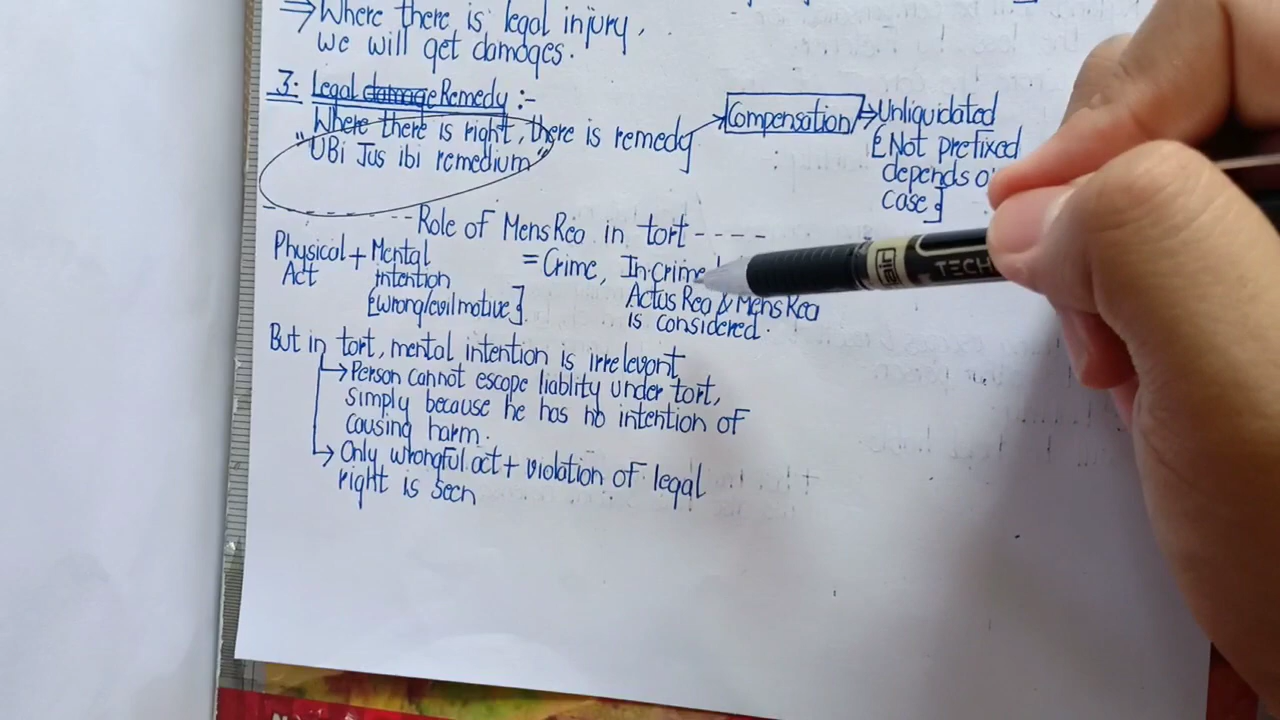 ⇒ Where there is legal injury,
we will get damages.
3: Legal Remedy :-
Where there is right, there is remedy → Compensation ⇒ Unliquidated
"UBi Jus ibi remedium"
[Not prefixed
depends o
case]
----Role of Mens Rea in tort----
Physical + Mental = Crime, In crime
Act intention Actus Rea & Mens Rea
[Wrong/evil motive] is considered.
But in tort, mental intention is irrelevant
→ Person cannot escape liablity under tort,
simply because he has no intention of
causing harm.
→ Only wrongful act + violation of legal
right is seen
TECH